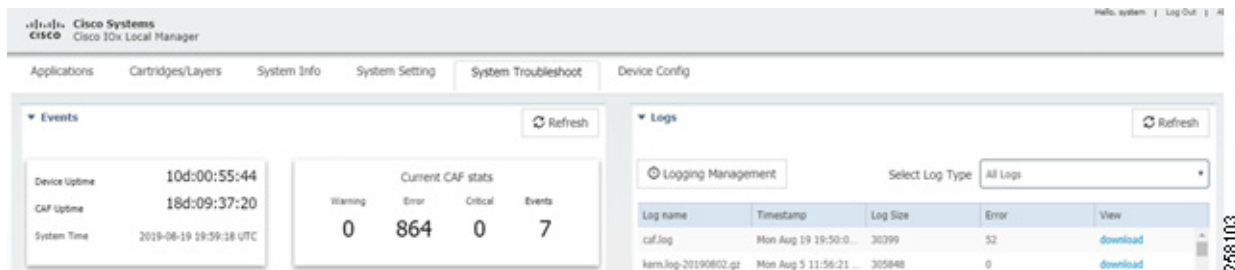 Hello, system | Log Out |
Cisco Systems
CISCO Cisco IOx Local Manager
Applications Cartridges/Layers System Info System Setting System Troubleshoot Device Config
Events Refresh
Device Uptime 10d:00:55:44
CAF Uptime 18d:09:37:20
System Time 2019-08-19 19:59:18 UTC
Current CAF stats
Warning Error Critical Events
0 864 0 7
Logs Refresh
Logging Management Select Log Type All Logs
Log name Timestamp Log Size Error View
caf.log Mon Aug 19 19:50:0... 30399 52 download
kern.log-20190802.gz Mon Aug 5 11:56:21 ... 305848 0 download
258103